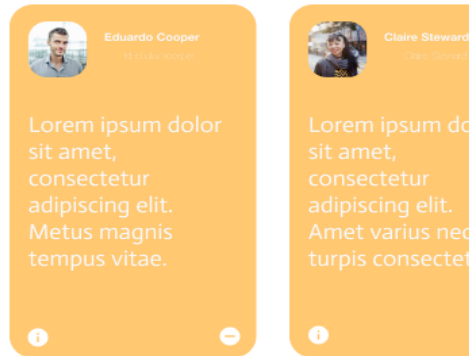 Eduardo Cooper
Lorem ipsum dolor
sit amet,
consectetur
adipiscing elit.
Metus magnis
tempus vitae.
Claire Steward
Lorem ipsum do
sit amet,
consectetur
adipiscing elit.
Amet varius nec
turpis consectet